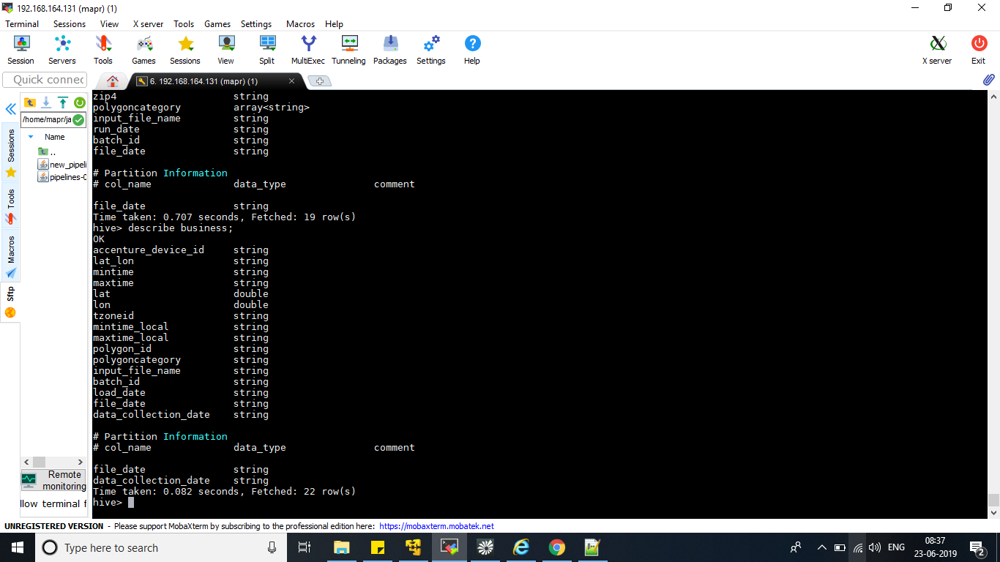 192.168.164.131 (mapr) (1)
Terminal Sessions View X server Tools Games Settings Macros Help
Session Servers Tools Games Sessions View Split MultiExec Tunneling Packages Settings Help X server Exit
Quick connec
6. 192.168.164.131 (mapr) (1)
/home/mapr/ja
Name
..
new_pipeli
pipelines-0
Sessions
Tools
Macros
Sftp
Remote
monitoring
llow terminal f
zip4 string
polygoncategory array<string>
input_file_name string
run_date string
batch_id string
file_date string
# Partition Information
# col_name data_type comment
file_date string
Time taken: 0.707 seconds, Fetched: 19 row(s)
hive> describe business;
OK
accenture_device_id string
lat_lon string
mintime string
maxtime string
lat double
lon double
tzoneid string
mintime_local string
maxtime_local string
polygon_id string
polygoncategory string
input_file_name string
batch_id string
load_date string
file_date string
data_collection_date string
# Partition Information
# col_name data_type comment
file_date string
data_collection_date string
Time taken: 0.082 seconds, Fetched: 22 row(s)
hive>
UNREGISTERED VERSION - Please support MobaXterm by subscribing to the professional edition here: https://mobaxterm.mobatek.net
Type here to search
ENG
08:37
23-06-2019
2